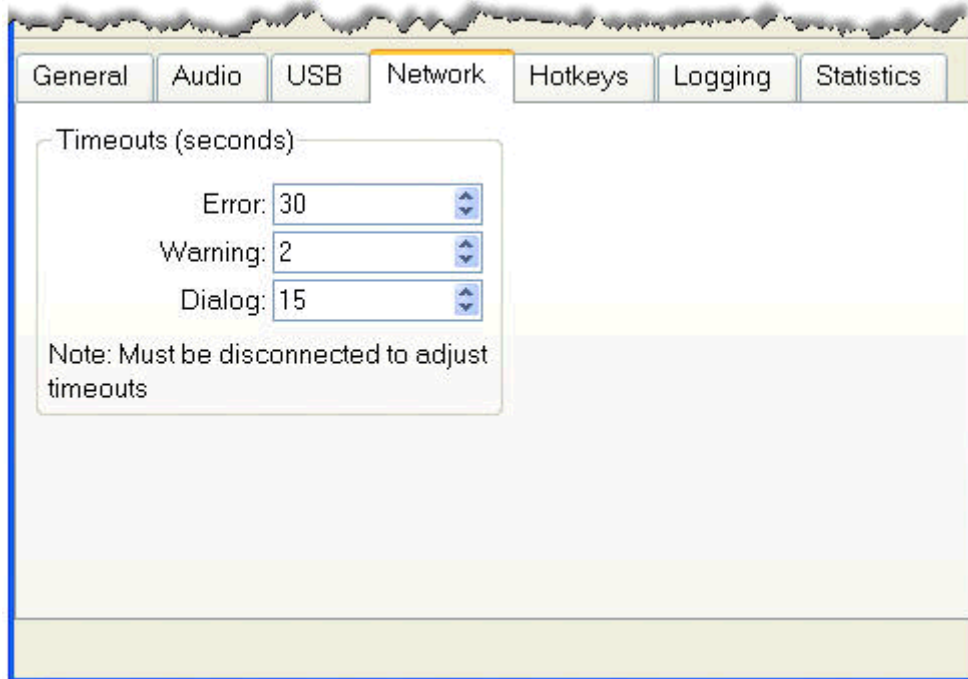 General Audio USB Network Hotkeys Logging Statistics
Timeouts (seconds)
Error: 30
Warning: 2
Dialog: 15
Note: Must be disconnected to adjust
timeouts